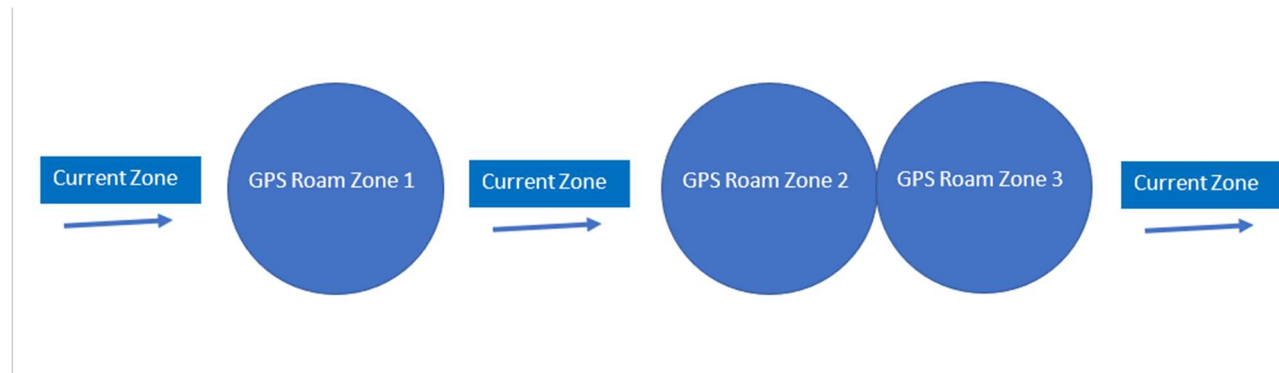 Current Zone
GPS Roam Zone 1
Current Zone
GPS Roam Zone 2
GPS Roam Zone 3
Current Zone